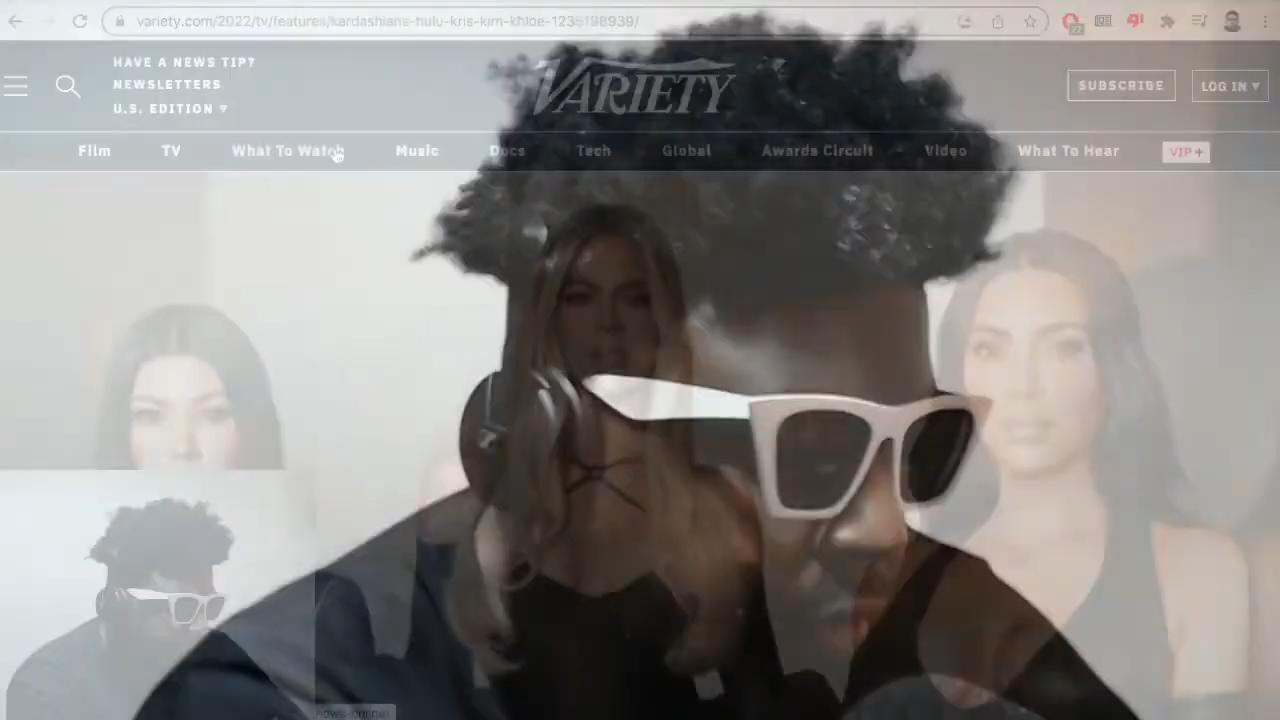 variety.com/2022/tv/features/kardashians-hulu-kris-kim-khloe-1235198939/
HAVE A NEWS TIP?
NEWSLETTERS
U.S. EDITION
VARIETY
SUBSCRIBE
LOG IN
Film TV What To Watch Music Docs Tech Global Awards Circuit Video What To Hear VIP+